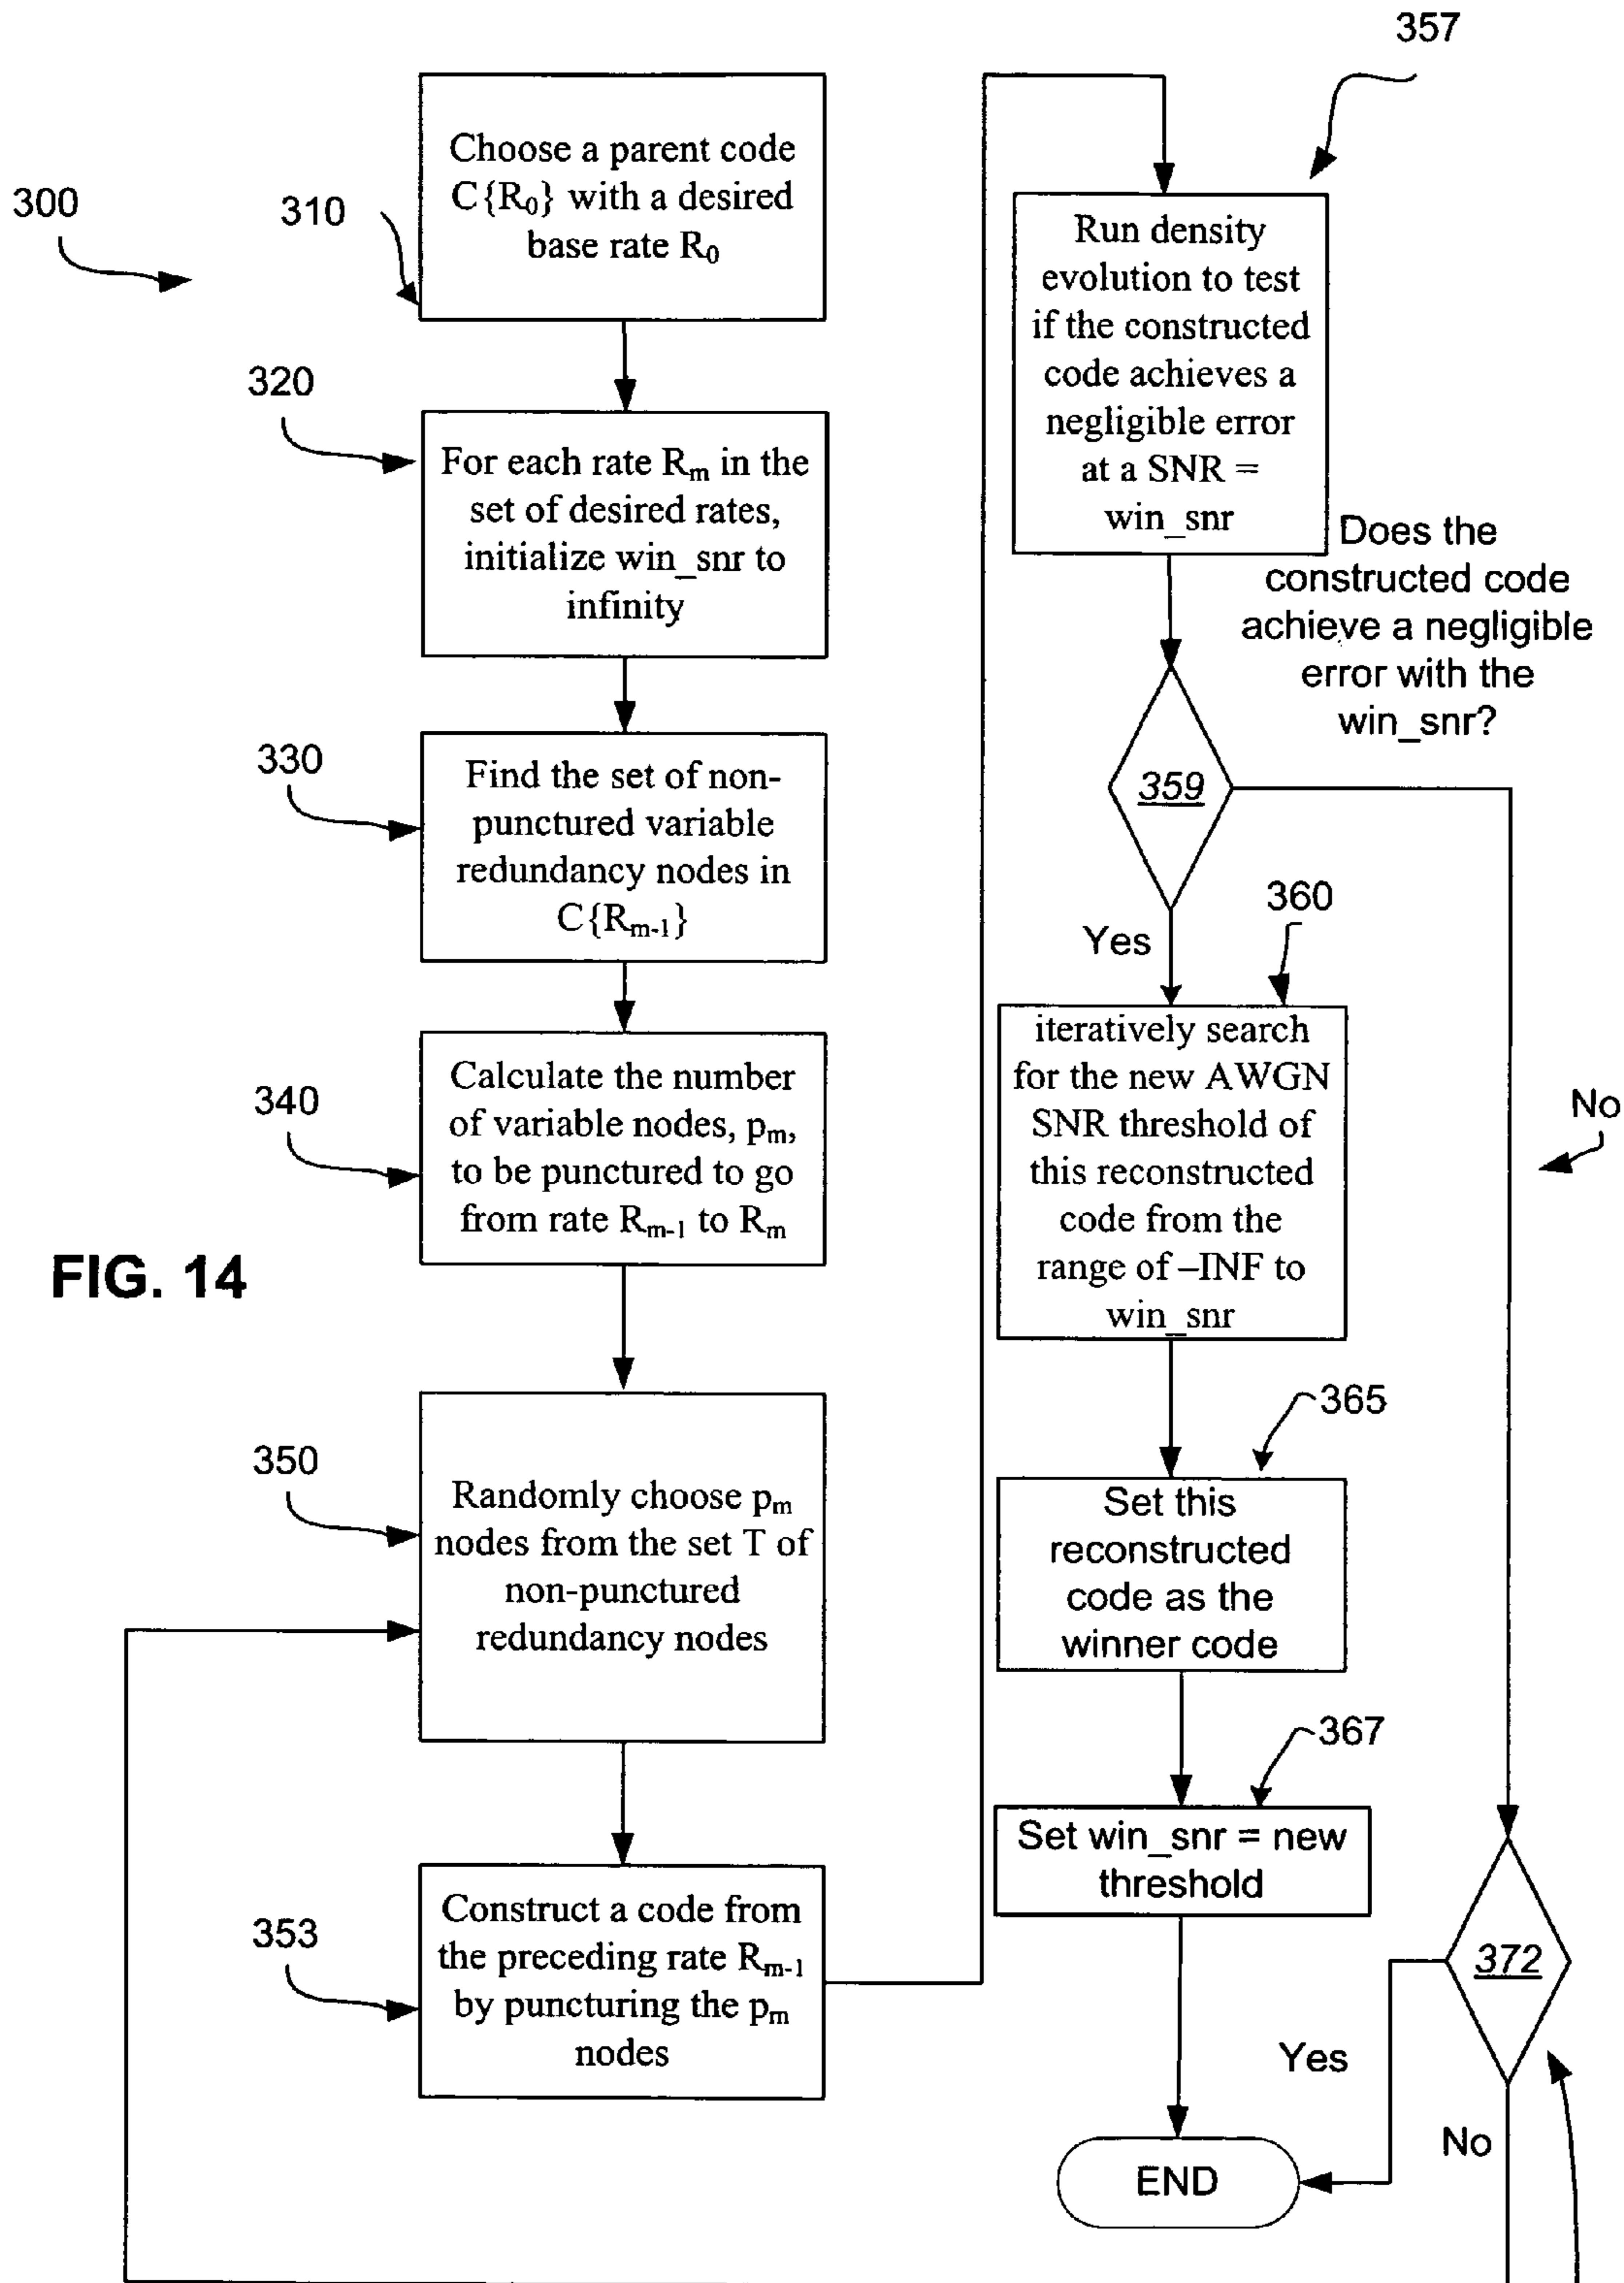 300
310
Choose a parent code
C{R0} with a desired
base rate R0
320
For each rate Rm in the
set of desired rates,
initialize win_snr to
infinity
330
Find the set of non-
punctured variable
redundancy nodes in
C{Rm-1}
340
Calculate the number
of variable nodes, pm,
to be punctured to go
from rate Rm-1 to Rm
FIG. 14
350
Randomly choose pm
nodes from the set T of
non-punctured
redundancy nodes
353
Construct a code from
the preceding rate Rm-1
by puncturing the pm
nodes
357
Run density
evolution to test
if the constructed
code achieves a
negligible error
at a SNR =
win_snr
Does the
constructed code
achieve a negligible
error with the
win_snr?
359
Yes
No
360
iteratively search
for the new AWGN
SNR threshold of
this reconstructed
code from the
range of –INF to
win_snr
365
Set this
reconstructed
code as the
winner code
367
Set win_snr = new
threshold
372
Yes
No
END